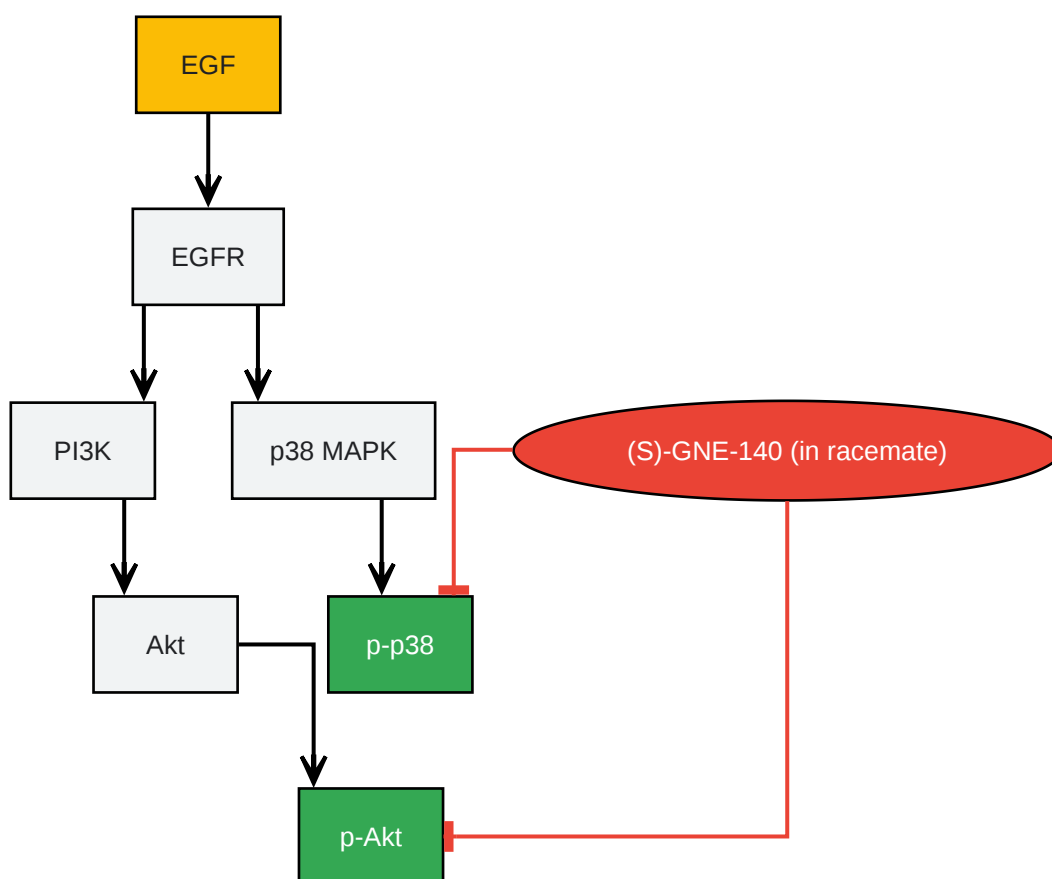 EGF
EGFR
PI3K
p38 MAPK
(S)-GNE-140 (in racemate)
Akt
p-p38
p-Akt